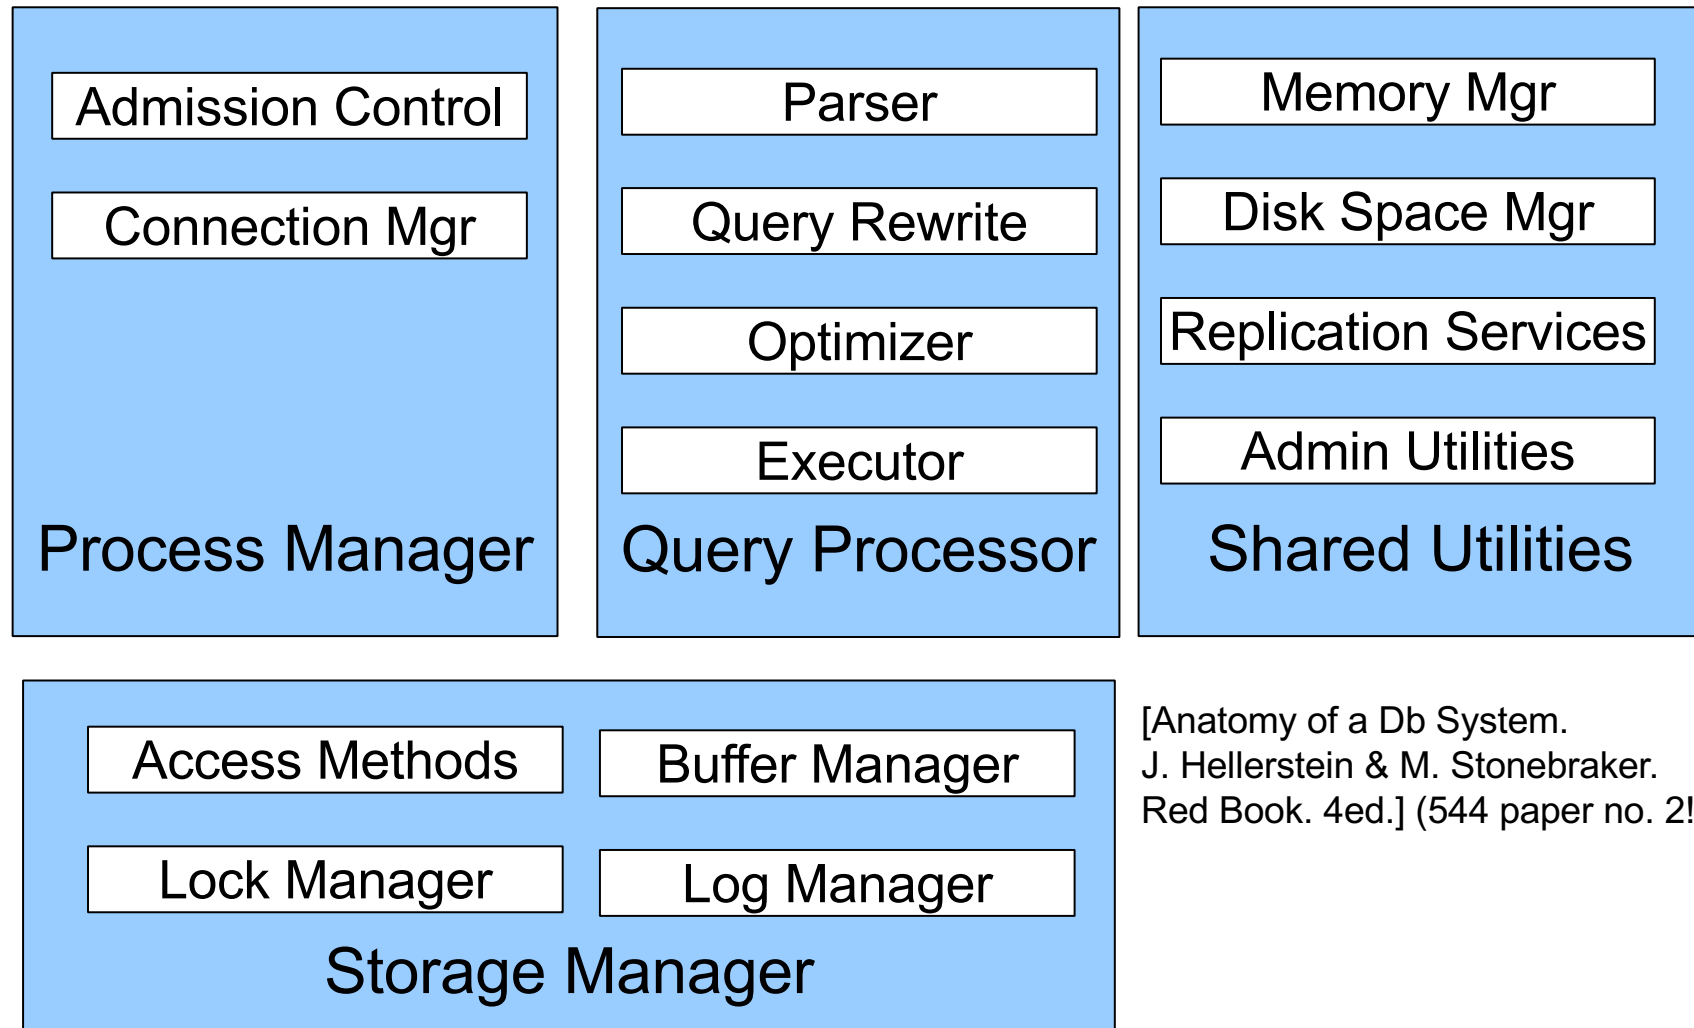 Admission Control
Connection Mgr
Process Manager
Parser
Query Rewrite
Optimizer
Executor
Query Processor
Memory Mgr
Disk Space Mgr
Replication Services
Admin Utilities
Shared Utilities
Access Methods
Buffer Manager
Lock Manager
Log Manager
Storage Manager
[Anatomy of a Db System.
J. Hellerstein & M. Stonebraker.
Red Book. 4ed.] (544 paper no. 2!